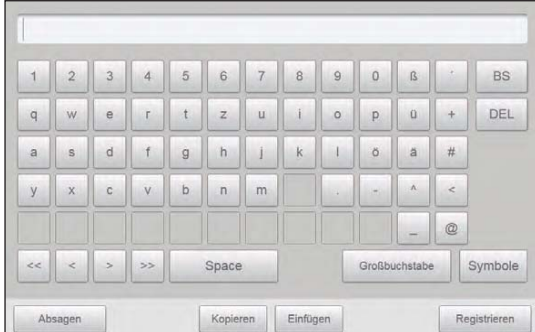 1 2 3 4 5 6 7 8 9 0 ß ´ BS
q w e r t z u i o p ü + DEL
a s d f g h j k l ö ä #
y x c v b n m . - ^ <
_ @
<< < > >> Space Großbuchstabe Symbole
Absagen Kopieren Einfügen Registrieren